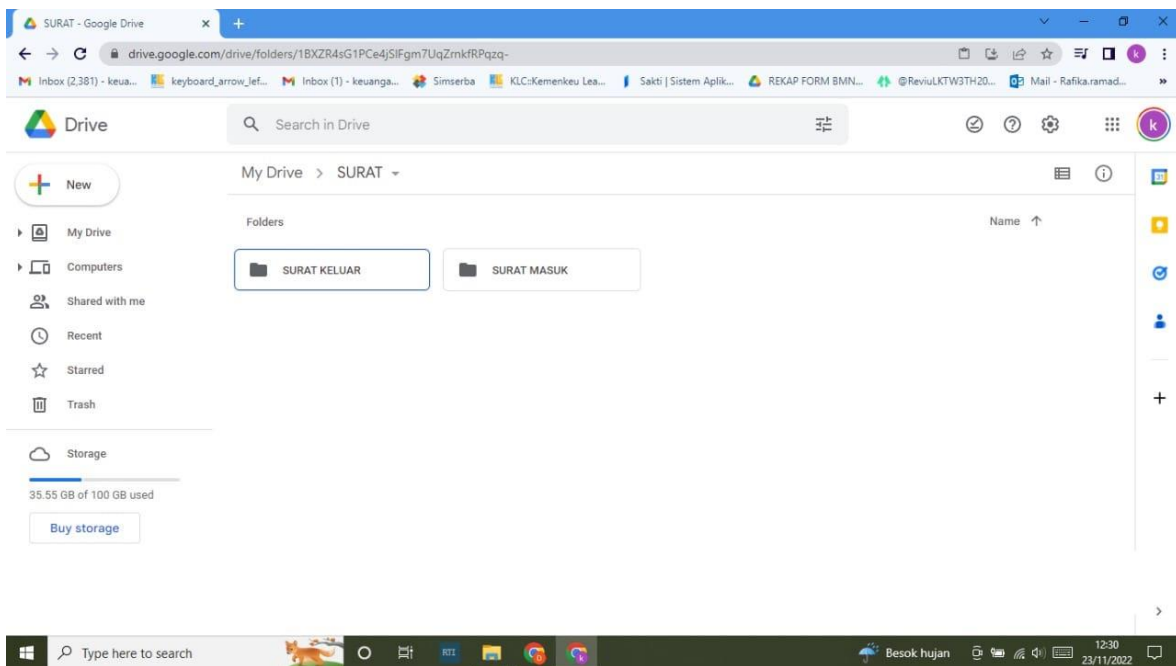 SURAT - Google Drive
drive.google.com/drive/folders/1BXZR4sG1PCe4jSIFgm7UqZrnkfRPqzq-
k
Inbox (2,381) - keua...
keyboard_arrow_lef...
Inbox (1) - keuanga...
Simserba
KLC::Kemenkeu Lea...
Sakti | Sistem Aplik...
REKAP FORM BMN...
@ReviuLKTW3TH20...
Mail - Rafika.ramad...
Drive
Search in Drive
k
New
My Drive > SURAT
31
My Drive
Folders
Name
Computers
SURAT KELUAR
SURAT MASUK
Shared with me
Recent
Starred
Trash
Storage
35.55 GB of 100 GB used
Buy storage
Type here to search
RTI
Besok hujan
12:30
23/11/2022